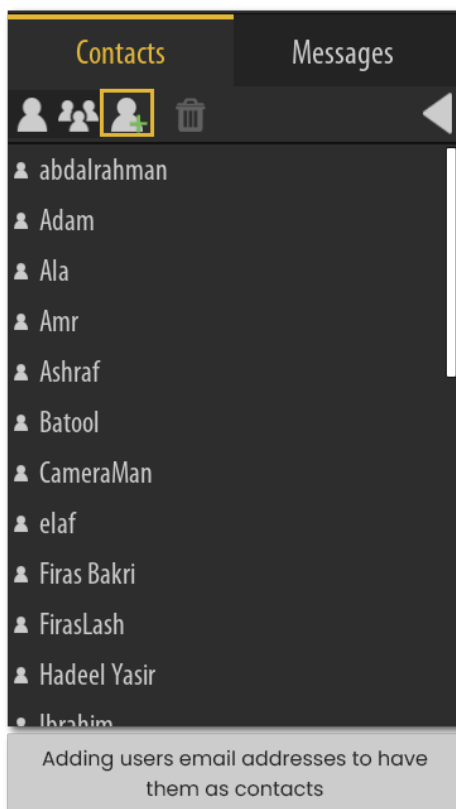 Contacts Messages
abdalrahman
Adam
Ala
Amr
Ashraf
Batool
CameraMan
elaf
Firas Bakri
FirasLash
Hadeel Yasir
Ibrahim
Adding users email addresses to have
them as contacts